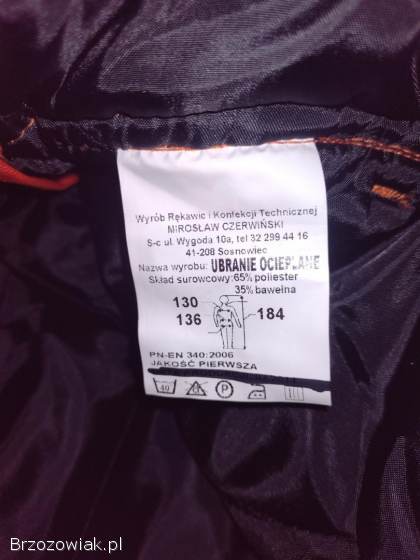 Wyrób Rękawic i Konfekcji Technicznej
MIROSŁAW CZERWIŃSKI
S-c ul. Wygoda 10a, tel 32 299 44 16
41-208 Sosnowiec
Nazwa wyrobu: UBRANIE OCIEPLANE
Skład surowcowy: 65% poliester
35% bawełna
130
136
184
PN-EN 340:2006
JAKOŚĆ PIERWSZA
40
P
Brzozowiak.pl